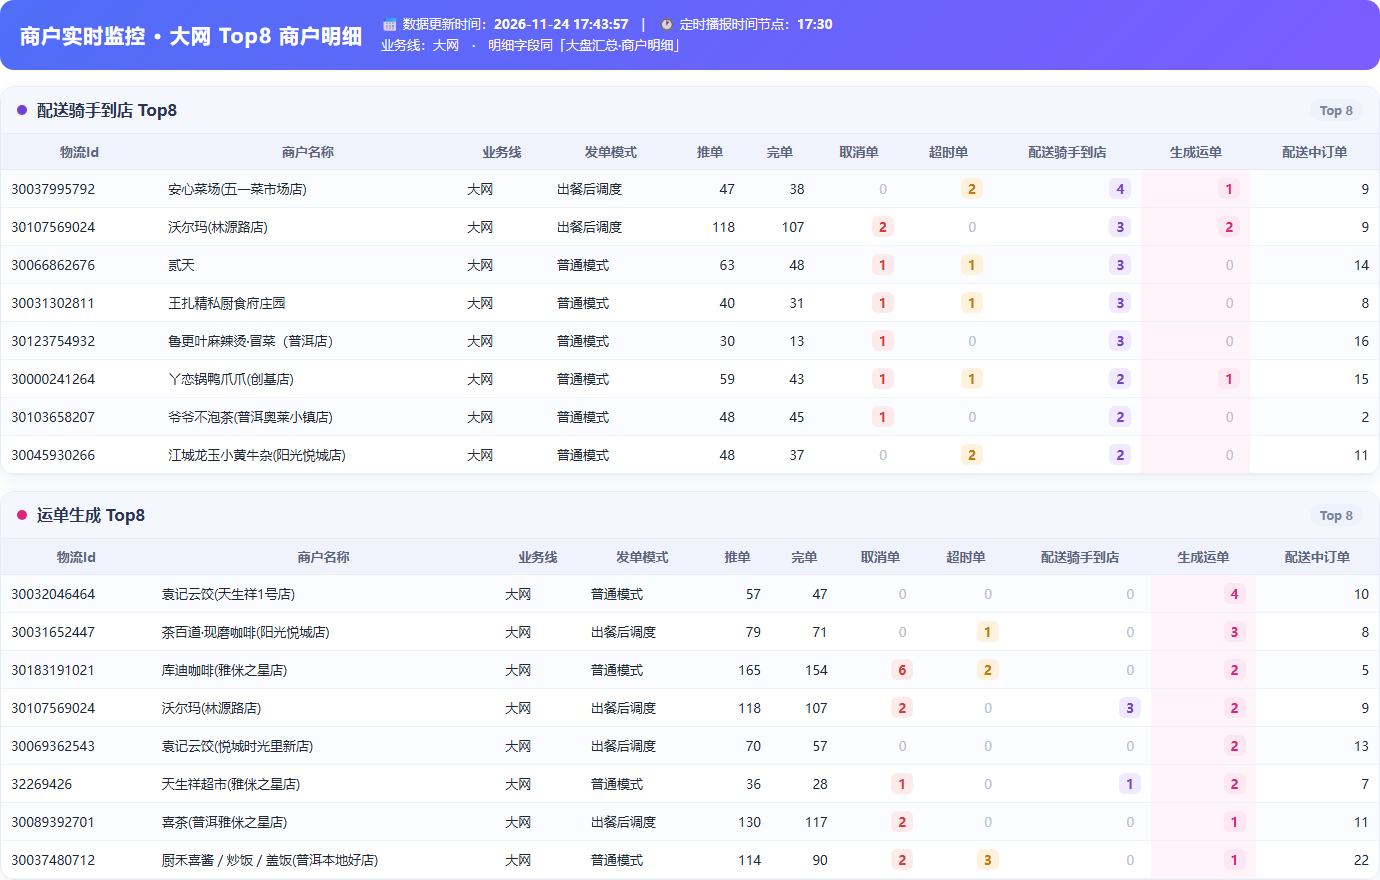 商户实时监控 · 大网 Top8 商户明细
数据更新时间：2026-11-24 17:43:57 | 定时播报时间节点：17:30
业务线：大网 · 明细字段同「大盘汇总·商户明细」
配送骑手到店 Top8 Top 8
物流Id 商户名称 业务线 发单模式 推单 完单 取消单 超时单 配送骑手到店 生成运单 配送中订单
30037995792 安心菜场(五一菜市场店) 大网 出餐后调度 47 38 0 2 4 1 9
30107569024 沃尔玛(林源路店) 大网 出餐后调度 118 107 2 0 3 2 9
30066862676 贰天 大网 普通模式 63 48 1 1 3 0 14
30031302811 王扎精私厨食府庄园 大网 普通模式 40 31 1 1 3 0 8
30123754932 鲁更叶麻辣烫·冒菜（普洱店） 大网 普通模式 30 13 1 0 3 0 16
30000241264 丫恋锅鸭爪爪(创基店) 大网 普通模式 59 43 1 1 2 1 15
30103658207 爷爷不泡茶(普洱奥莱小镇店) 大网 普通模式 48 45 1 0 2 0 2
30045930266 江城龙玉小黄牛杂(阳光悦城店) 大网 普通模式 48 37 0 2 2 0 11
运单生成 Top8 Top 8
物流Id 商户名称 业务线 发单模式 推单 完单 取消单 超时单 配送骑手到店 生成运单 配送中订单
30032046464 袁记云饺(天生祥1号店) 大网 普通模式 57 47 0 0 0 4 10
30031652447 茶百道·现磨咖啡(阳光悦城店) 大网 出餐后调度 79 71 0 1 0 3 8
30183191021 库迪咖啡(雅侎之星店) 大网 普通模式 165 154 6 2 0 2 5
30107569024 沃尔玛(林源路店) 大网 出餐后调度 118 107 2 0 3 2 9
30069362543 袁记云饺(悦城时光里新店) 大网 出餐后调度 70 57 0 0 0 2 13
32269426 天生祥超市(雅侎之星店) 大网 普通模式 36 28 1 0 1 2 7
30089392701 喜茶(普洱雅侎之星店) 大网 出餐后调度 130 117 2 0 0 1 11
30037480712 厨禾喜酱 / 炒饭 / 盖饭(普洱本地好店) 大网 普通模式 114 90 2 3 0 1 22